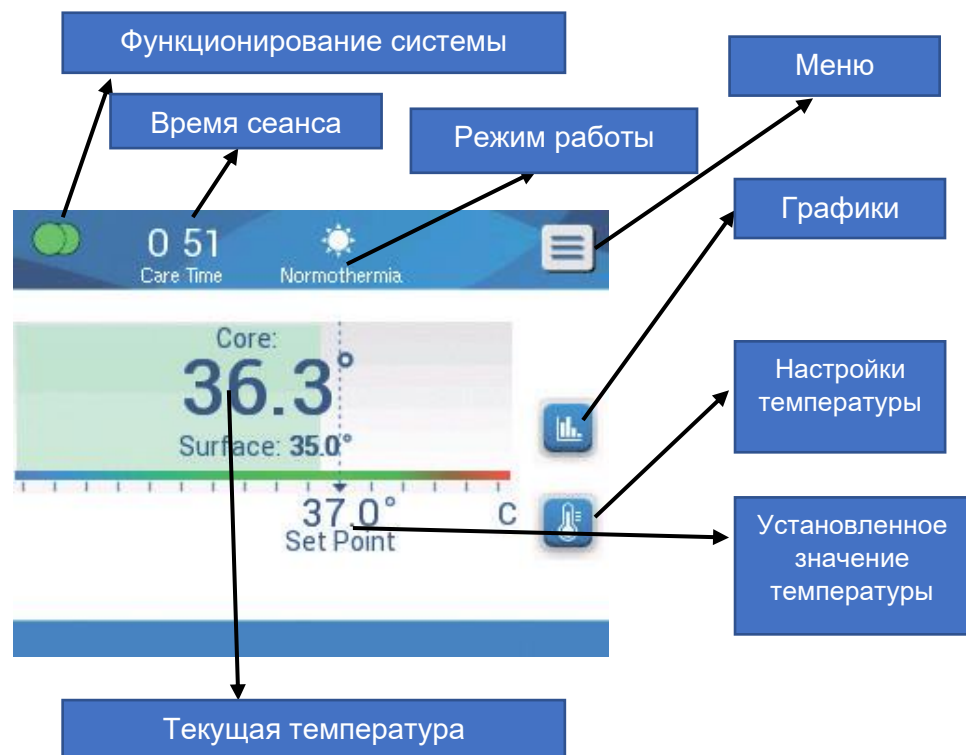 Функционирование системы
Меню
Время сеанса
Режим работы
Графики
0 51
Care Time
Normothermia
Core:
36.3°
Surface: 35.0°
Настройки
температуры
37.0°
C
Set Point
Установленное
значение
температуры
Текущая температура